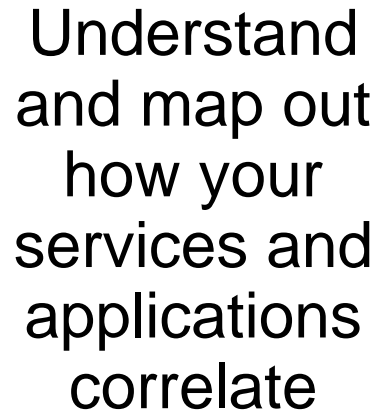 Understand
and map out
how your
services and
applications
correlate